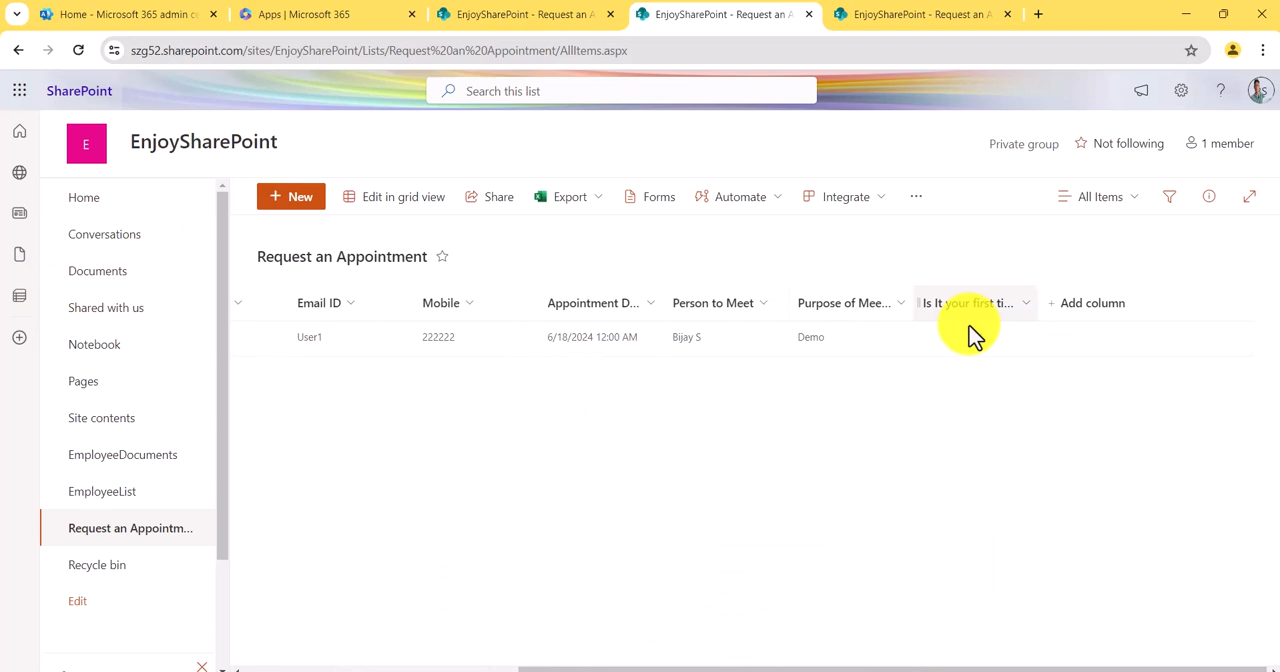 Home - Microsoft 365 admin ce
Apps | Microsoft 365
EnjoySharePoint - Request an A
EnjoySharePoint - Request an A
EnjoySharePoint - Request an A
szg52.sharepoint.com/sites/EnjoySharePoint/Lists/Request%20an%20Appointment/AllItems.aspx
SharePoint
Search this list
S
E
EnjoySharePoint
Private group
Not following
1 member
Home
Conversations
Documents
Shared with us
Notebook
Pages
Site contents
EmployeeDocuments
EmployeeList
Request an Appointm...
Recycle bin
Edit
+ New
Edit in grid view
Share
Export
Forms
Automate
Integrate
...
All Items
Request an Appointment
Email ID
Mobile
Appointment D...
Person to Meet
Purpose of Mee...
Is It your first ti...
+ Add column
User1
222222
6/18/2024 12:00 AM
Bijay S
Demo